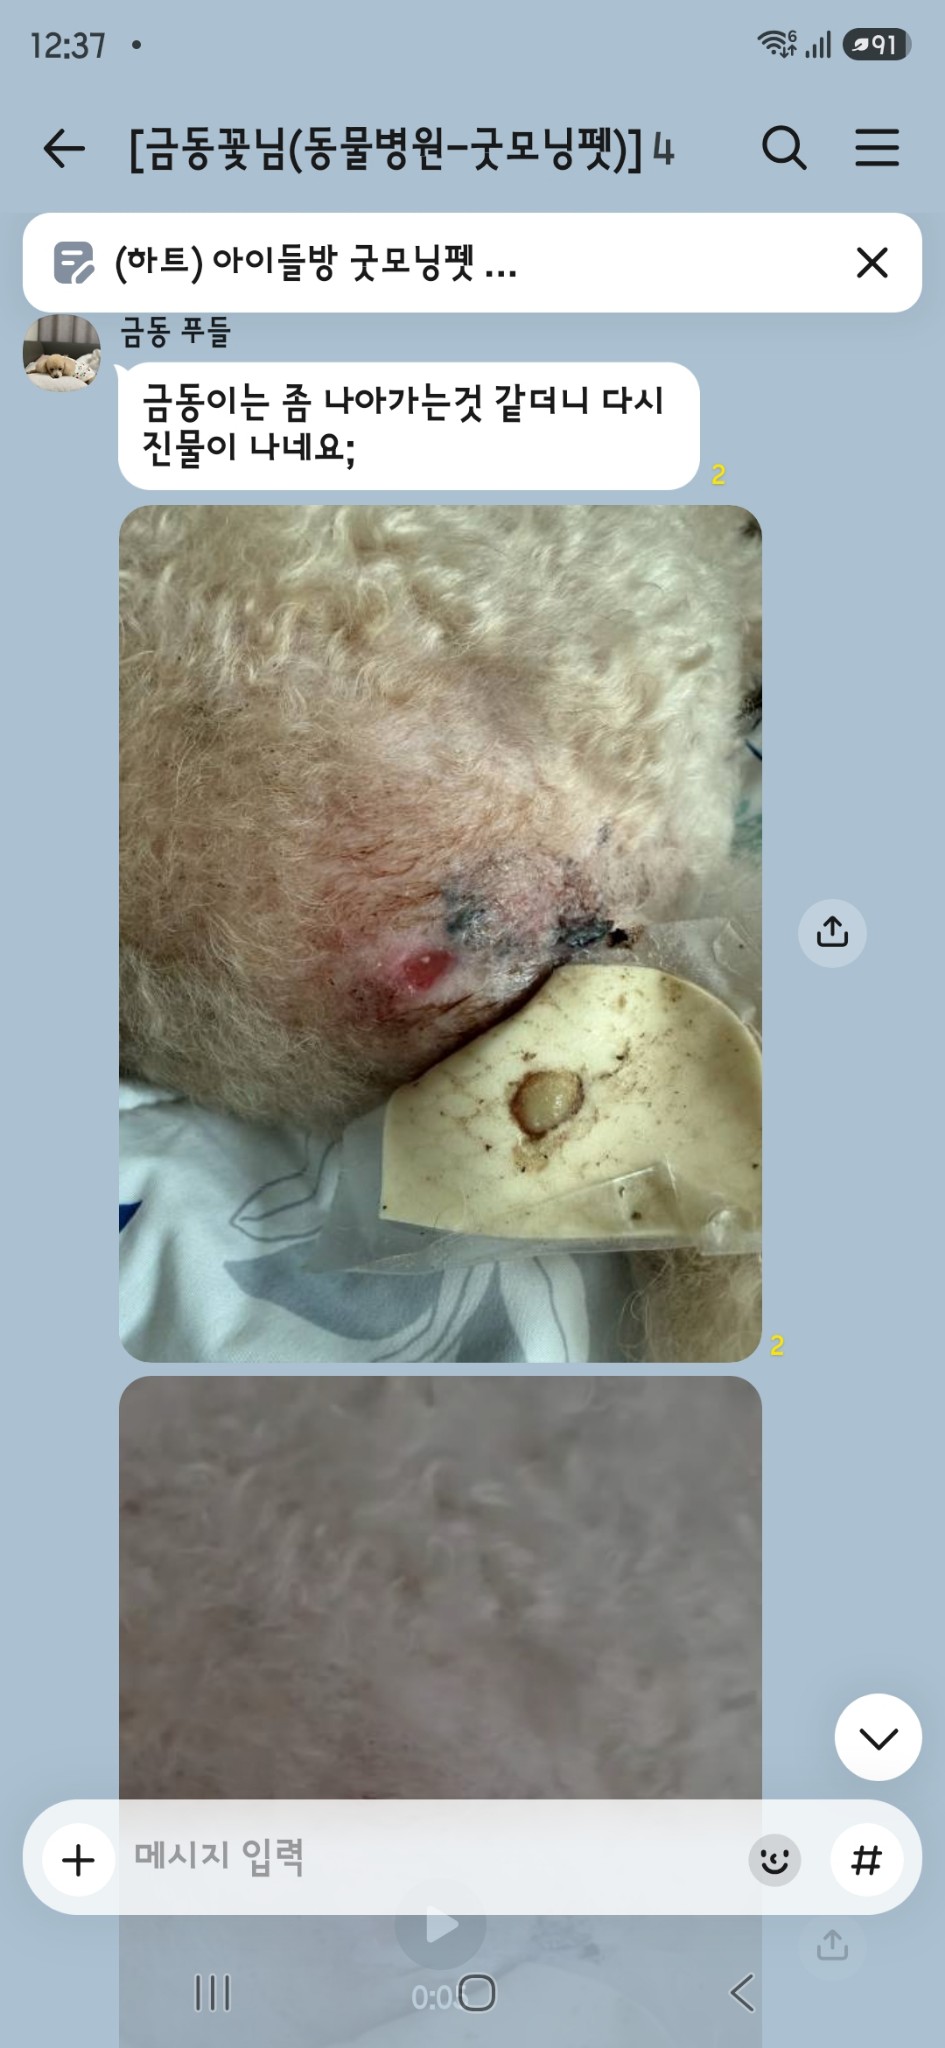 12:37
6
91
[금동꽃님(동물병원-굿모닝펫)] 4
(하트) 아이들방 굿모닝펫 ...
금동 푸들
금동이는 좀 나아가는것 같더니 다시
진물이 나네요;
2
2
메시지 입력
#